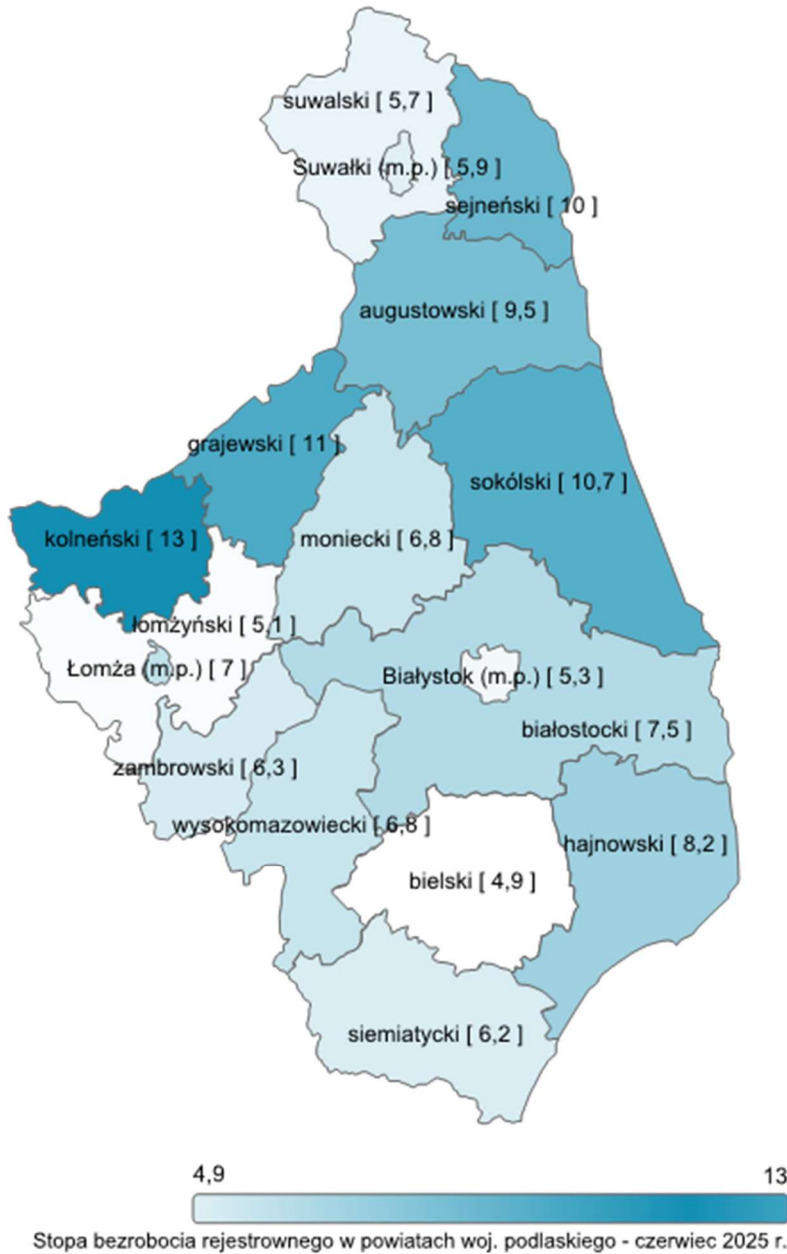 suwalski [ 5,7 ]
Suwałki (m.p.) [ 5,9 ]
sejneński [ 10 ]
augustowski [ 9,5 ]
grajewski [ 11 ]
sokólski [ 10,7 ]
kolneński [ 13 ]
moniecki [ 6,8 ]
łomżyński [ 5,1 ]
Łomża (m.p.) [ 7 ]
Białystok (m.p.) [ 5,3 ]
białostocki [ 7,5 ]
zambrowski [ 6,3 ]
wysokomazowiecki [ 6,8 ]
hajnowski [ 8,2 ]
bielski [ 4,9 ]
siemiatycki [ 6,2 ]
4,9 13
Stopa bezrobocia rejestrownego w powiatach woj. podlaskiego - czerwiec 2025 r.